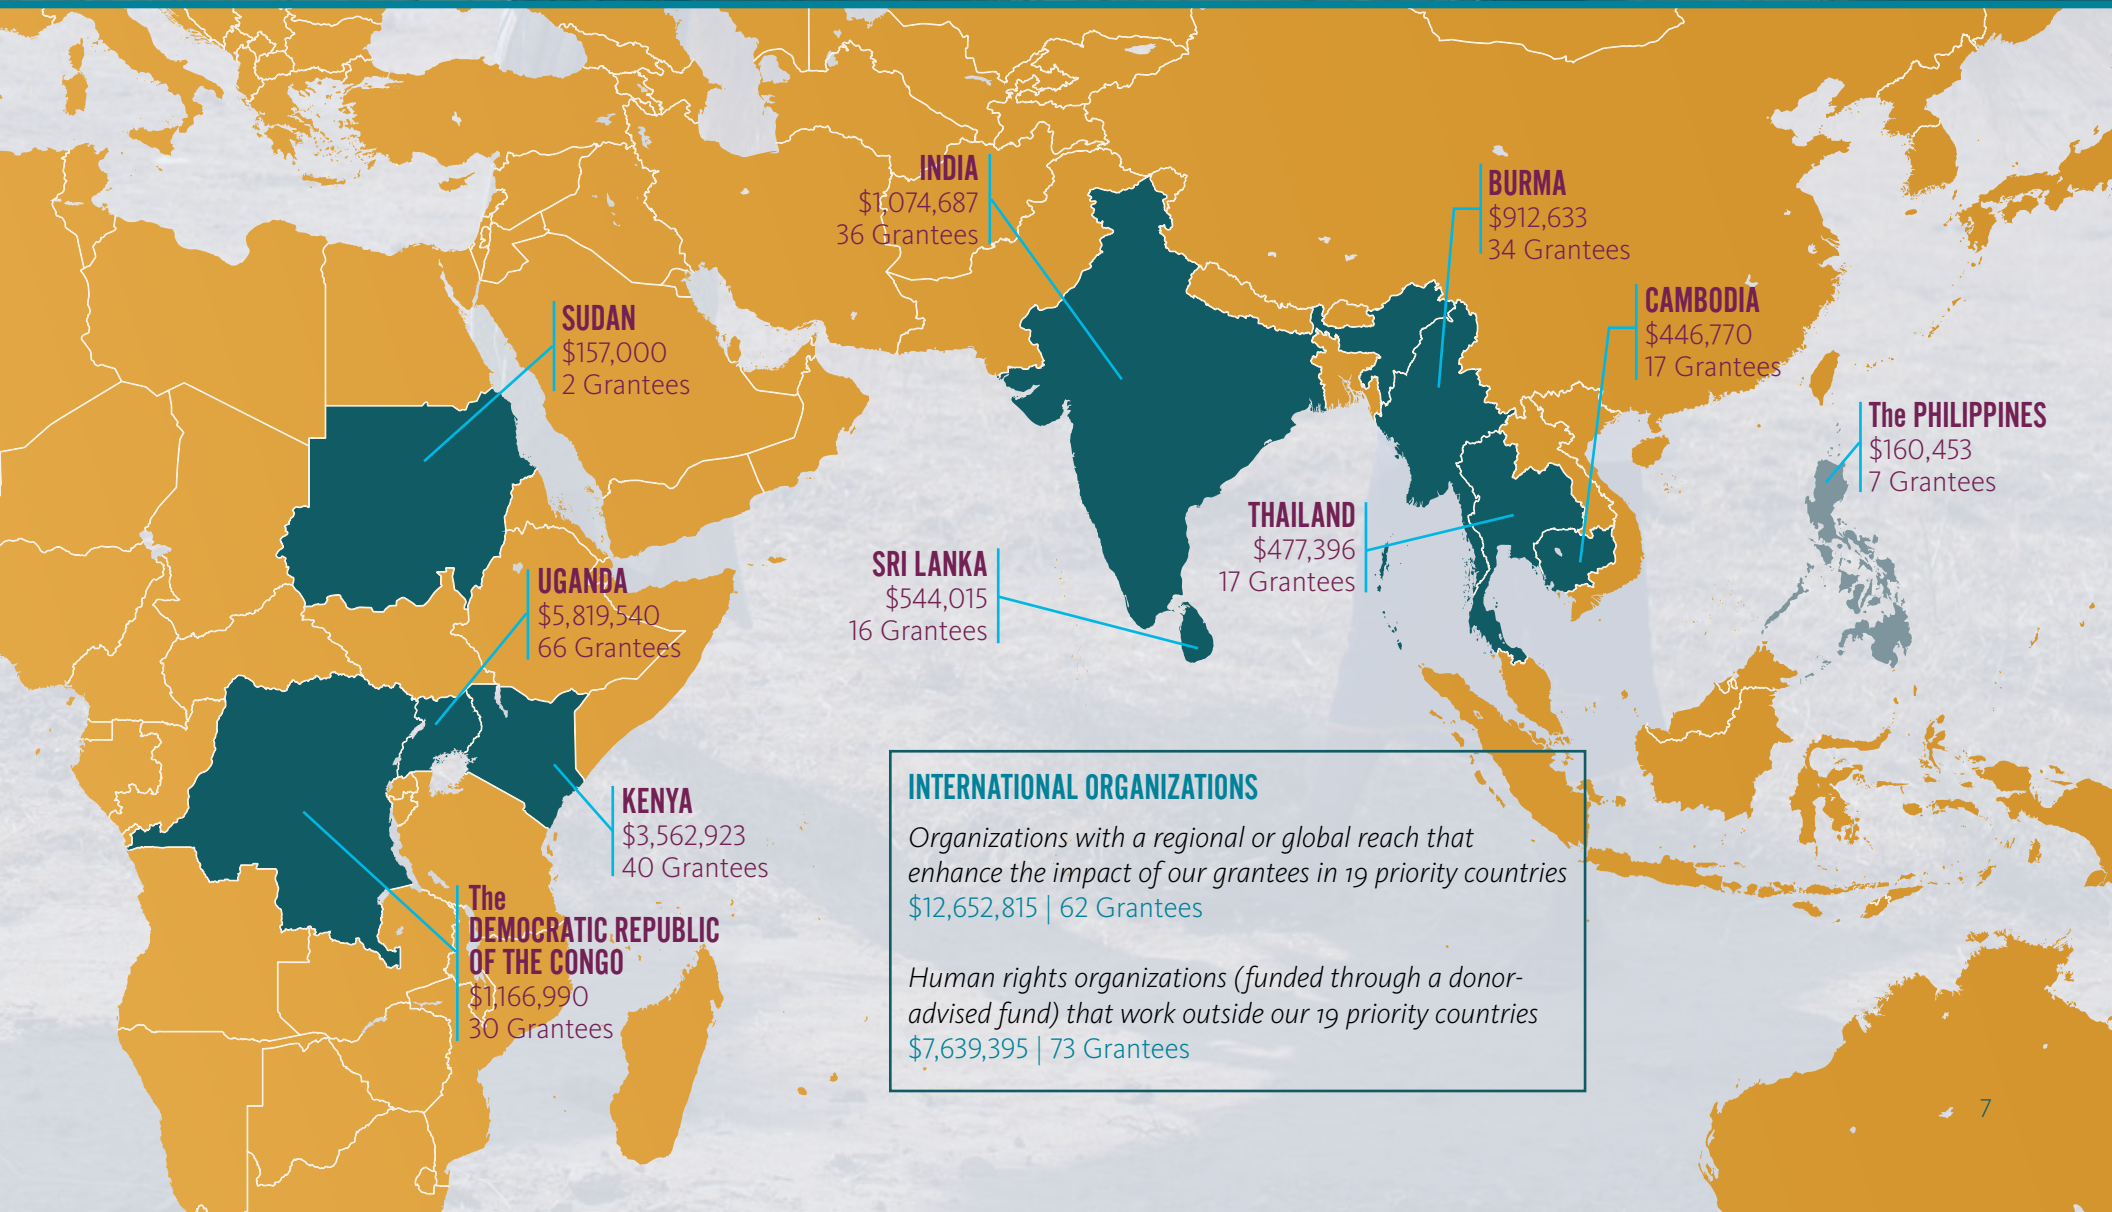 INDIA
$1,074,687
36 Grantees
BURMA
$912,633
34 Grantees
CAMBODIA
$446,770
17 Grantees
SUDAN
$157,000
2 Grantees
The PHILIPPINES
$160,453
7 Grantees
THAILAND
$477,396
17 Grantees
SRI LANKA
$544,015
16 Grantees
UGANDA
$5,819,540
66 Grantees
KENYA
$3,562,923
40 Grantees
The
DEMOCRATIC REPUBLIC
OF THE CONGO
$1,166,990
30 Grantees
INTERNATIONAL ORGANIZATIONS
Organizations with a regional or global reach that
enhance the impact of our grantees in 19 priority countries
$12,652,815 | 62 Grantees
Human rights organizations (funded through a donor-
advised fund) that work outside our 19 priority countries
$7,639,395 | 73 Grantees
7